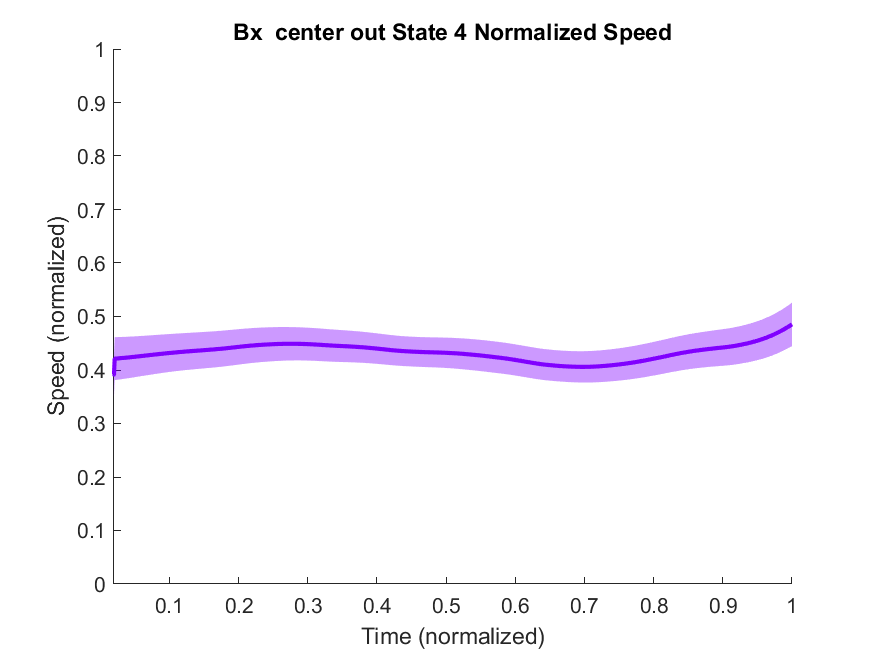 Bx  center out State 4 Normalized Speed
1
0.9
0.8
0.7
0.6
0.5
0.4
0.3
0.2
0.1
0
Speed (normalized)
0.1 0.2 0.3 0.4 0.5 0.6 0.7 0.8 0.9 1
Time (normalized)